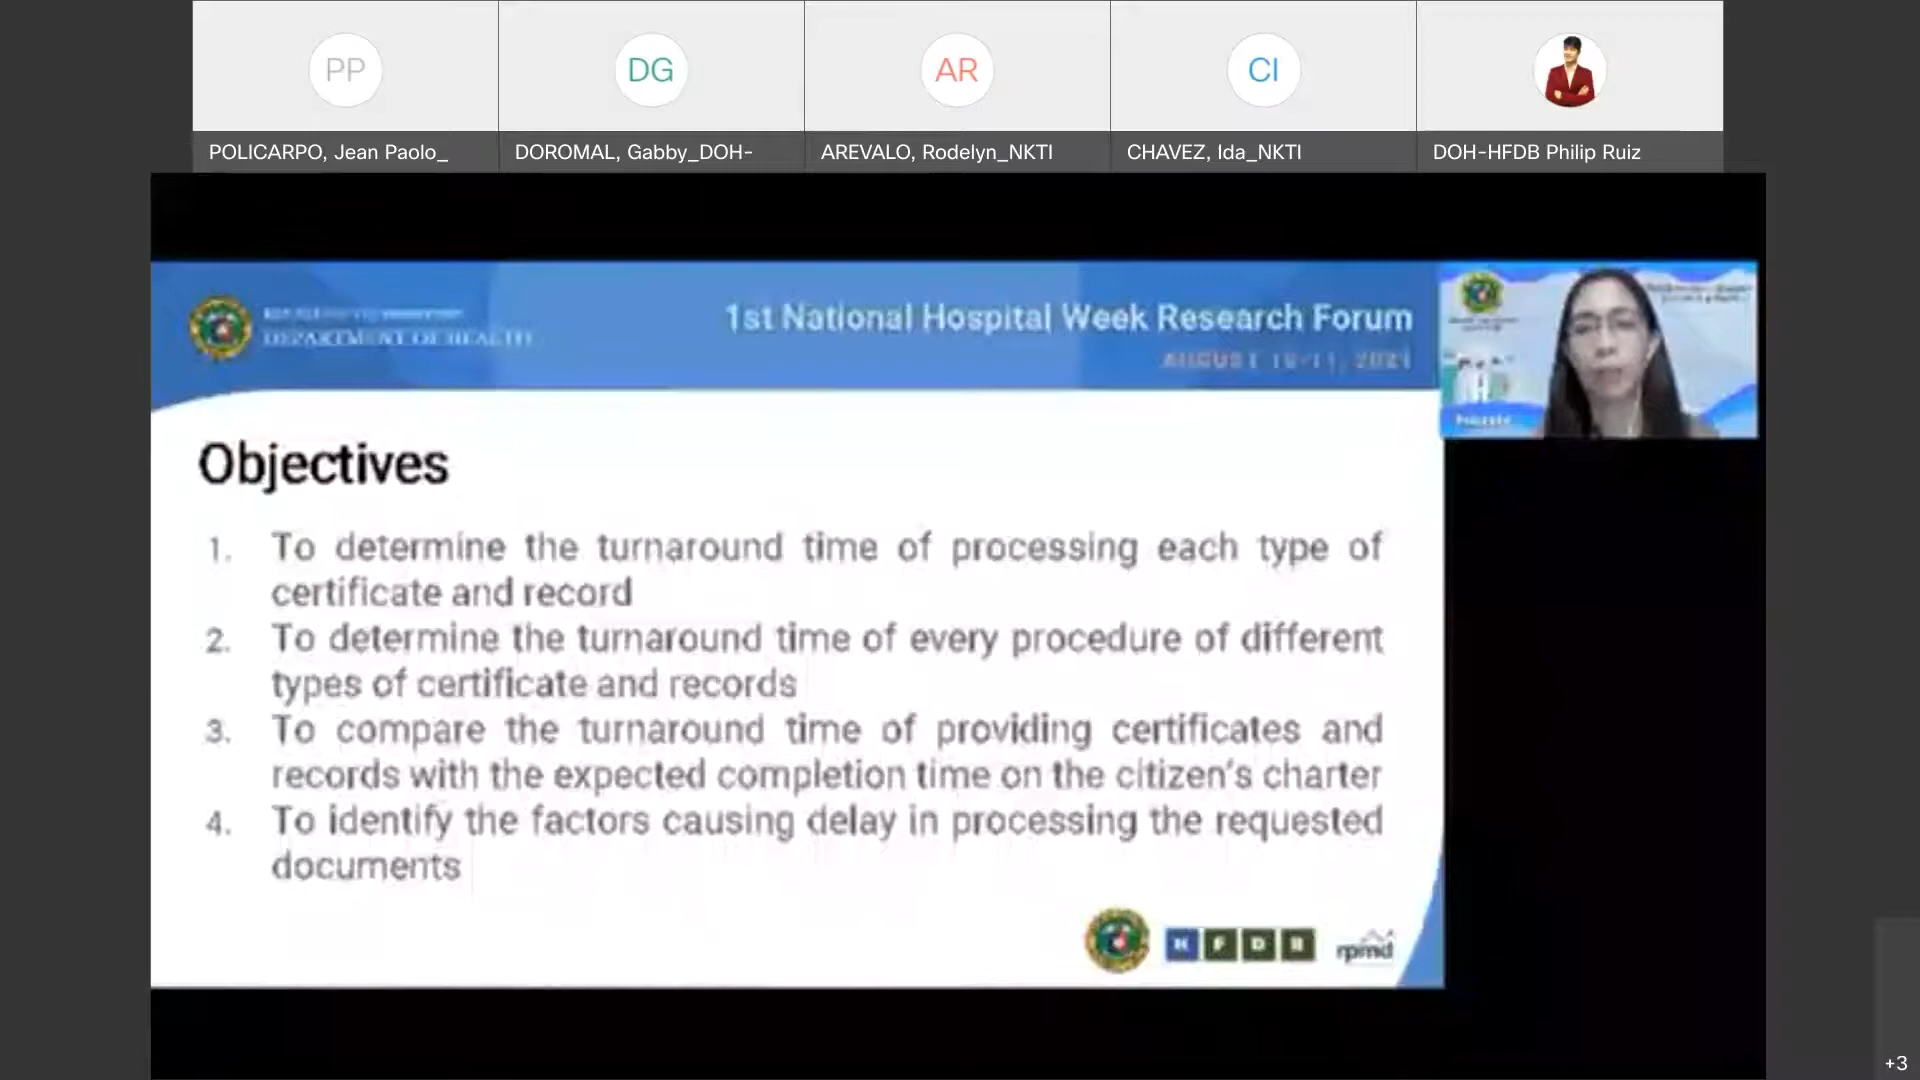 PP
DG
AR
CI
POLICARPO, Jean Paolo_
DOROMAL, Gabby_DOH-
AREVALO, Rodelyn_NKTI
CHAVEZ, Ida_NKTI
DOH-HFDB Philip Ruiz
DEPARTMENT OF HEALTH
1st National Hospital Week Research Forum
AUGUST 10-11, 2021
Objectives
1. To determine the turnaround time of processing each type of
certificate and record
2. To determine the turnaround time of every procedure of different
types of certificate and records
3. To compare the turnaround time of providing certificates and
records with the expected completion time on the citizen's charter
4. To identify the factors causing delay in processing the requested
documents
H F D B
rpmd
+3